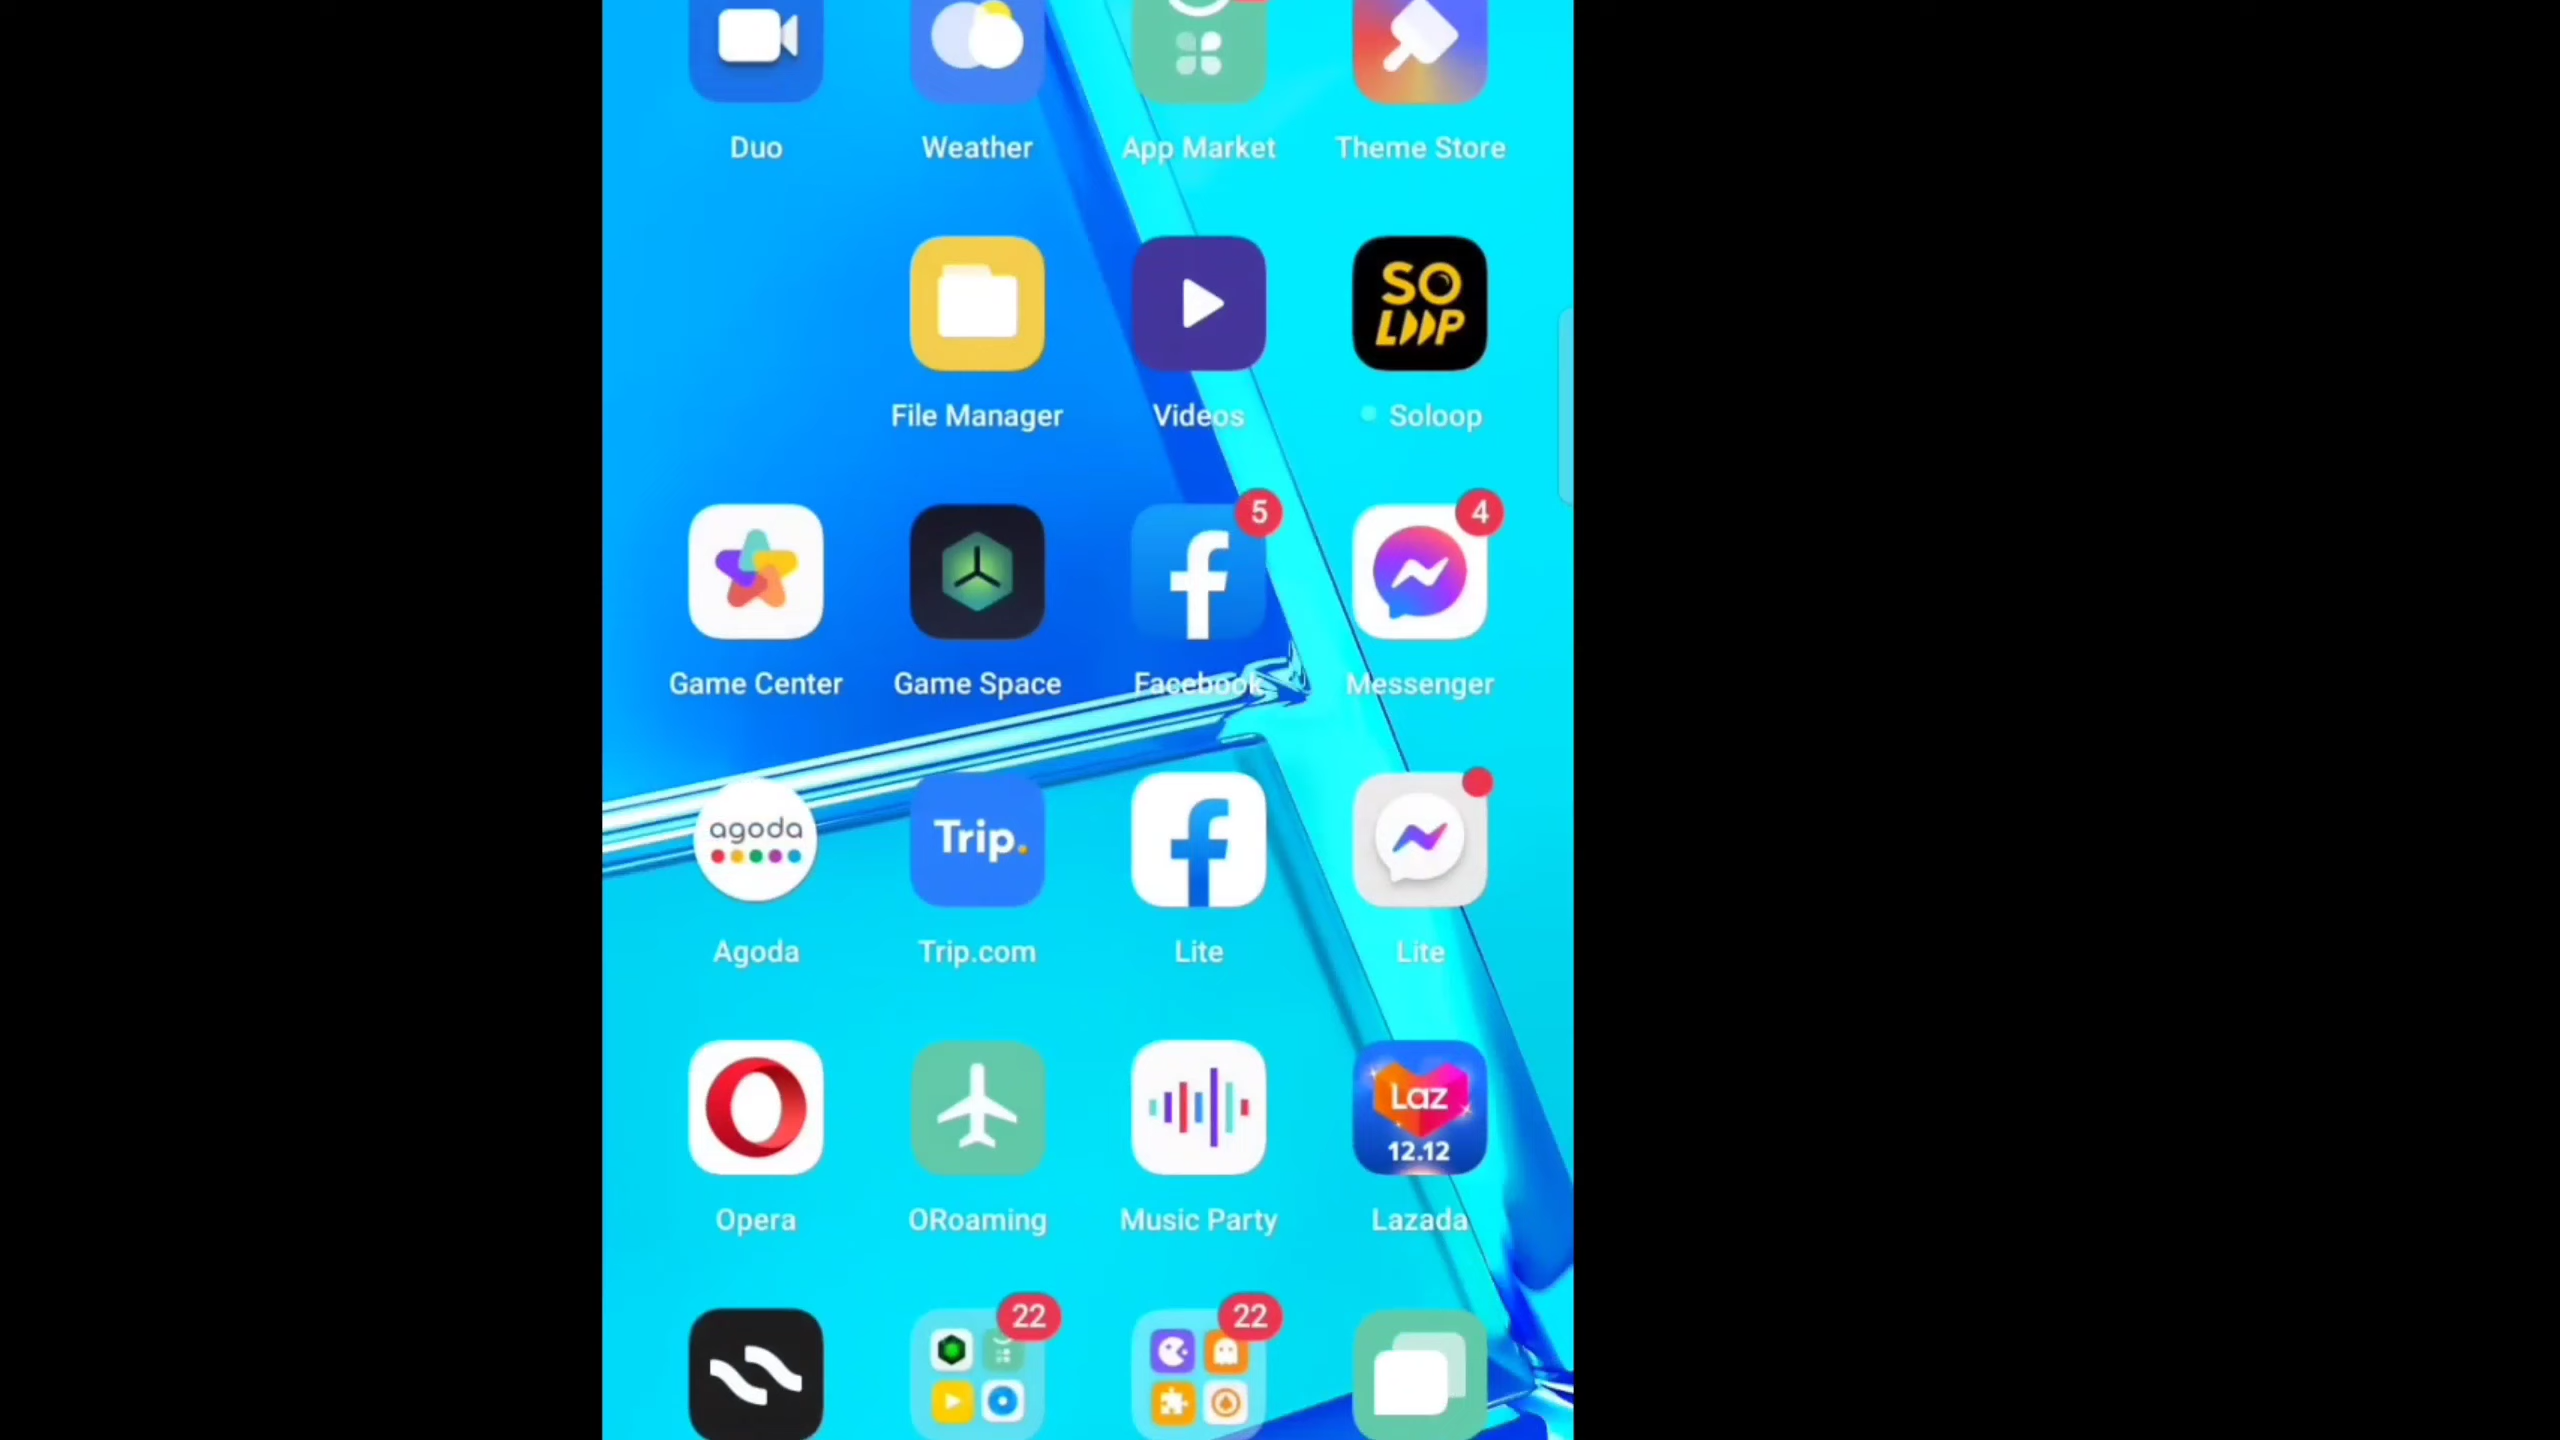 Duo
Weather
App Market
Theme Store
SO
LOOP
File Manager
Videos
Soloop
5
4
Game Center
Game Space
Facebook
Messenger
agoda
Trip.
Agoda
Trip.com
Lite
Lite
Laz
12.12
Opera
ORoaming
Music Party
Lazada
22
22